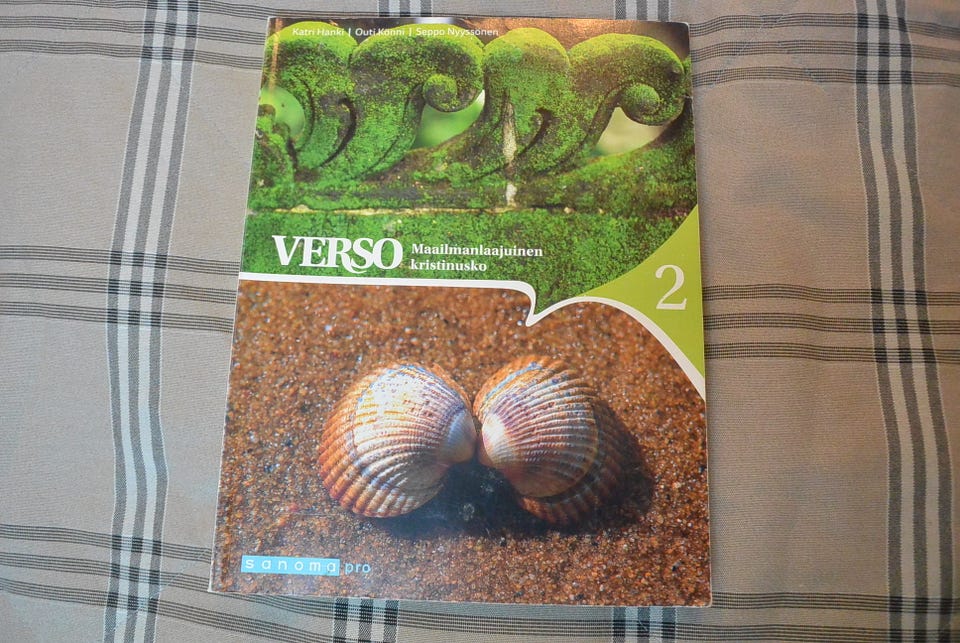 Katri Hanki | Outi Konni | Seppo Nyyssönen
VERSO Maailmanlaajuinen
kristinusko
2
sanoma pro